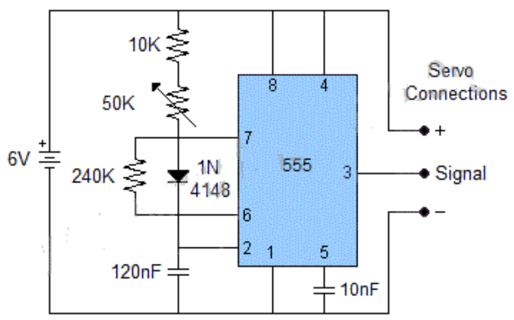 10K
50K
6V
+
240K
1N
4148
120nF
8
4
7
555
3
6
2
1
5
10nF
Servo
Connections
+
Signal
-